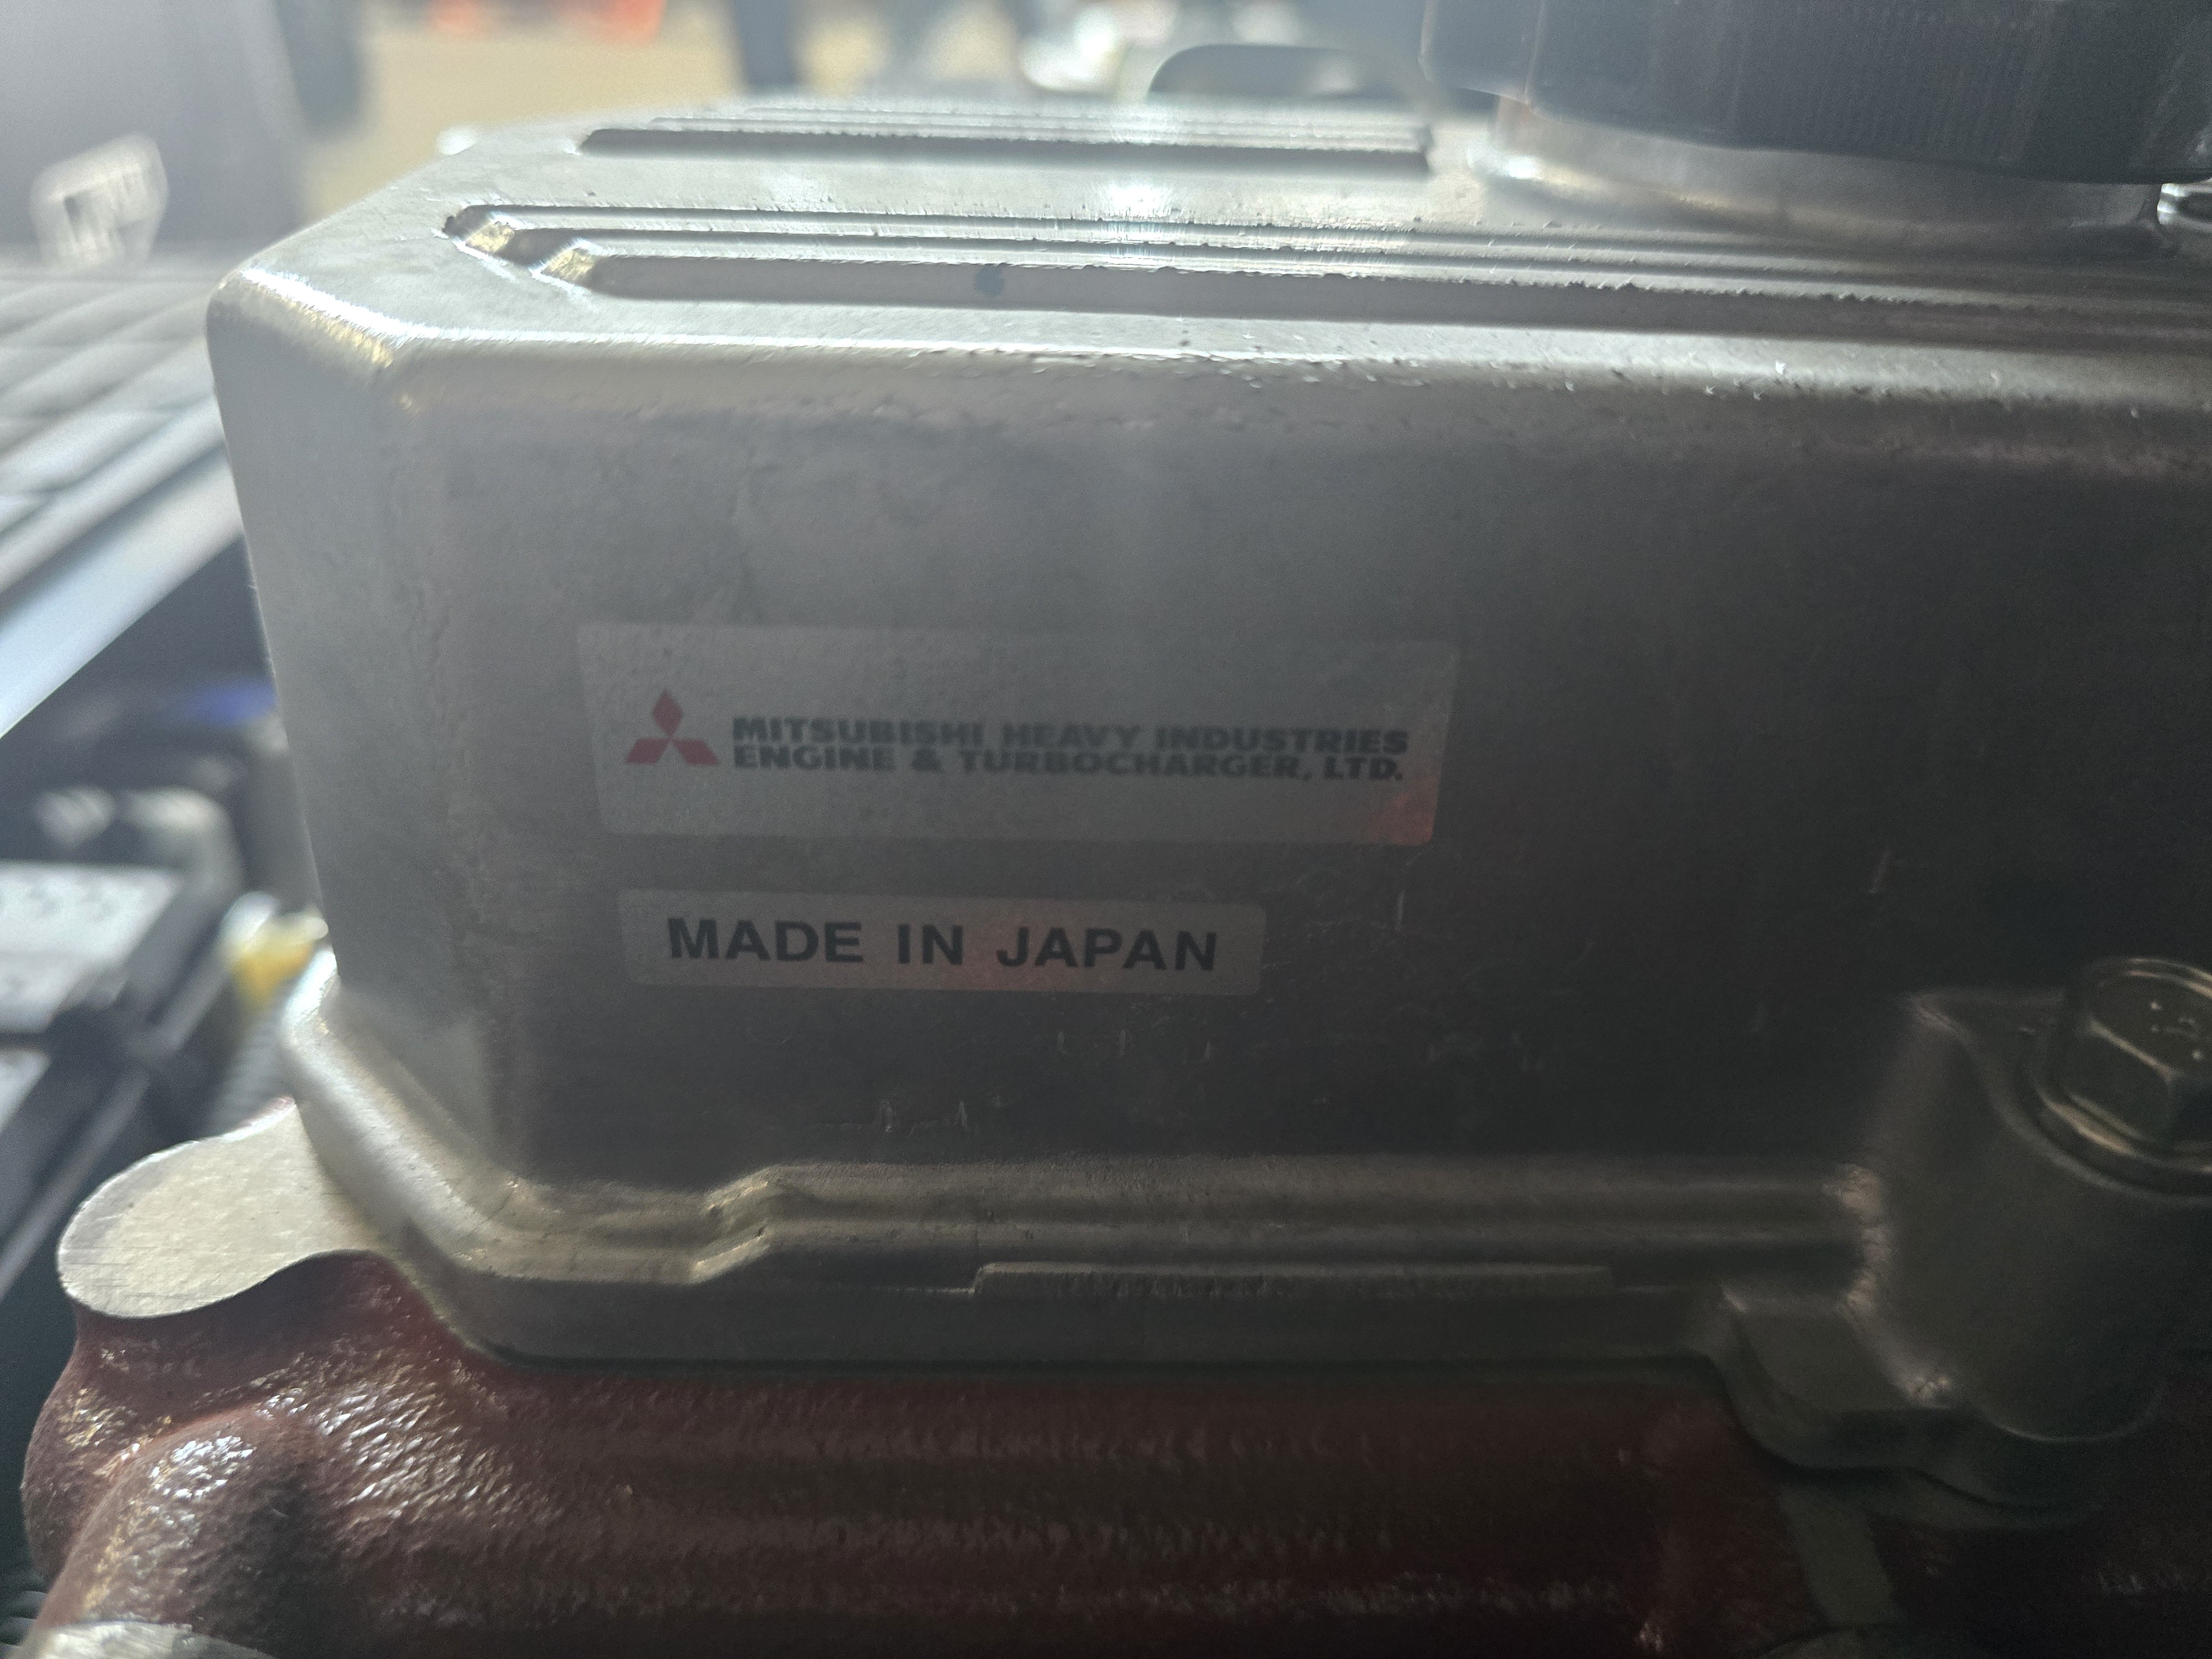 MITSUBISHI HEAVY INDUSTRIES
ENGINE & TURBOCHARGER, LTD.
MADE IN JAPAN